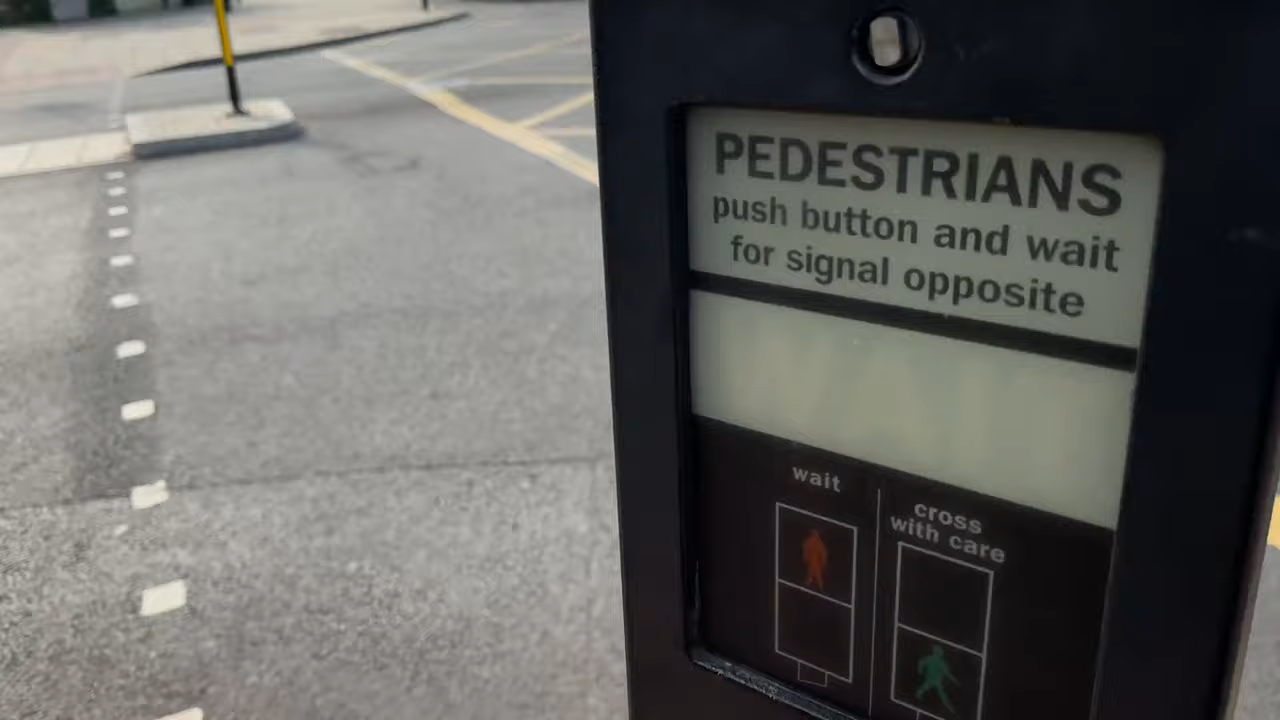 PEDESTRIANS
push button and wait
for signal opposite
wait
cross
with care